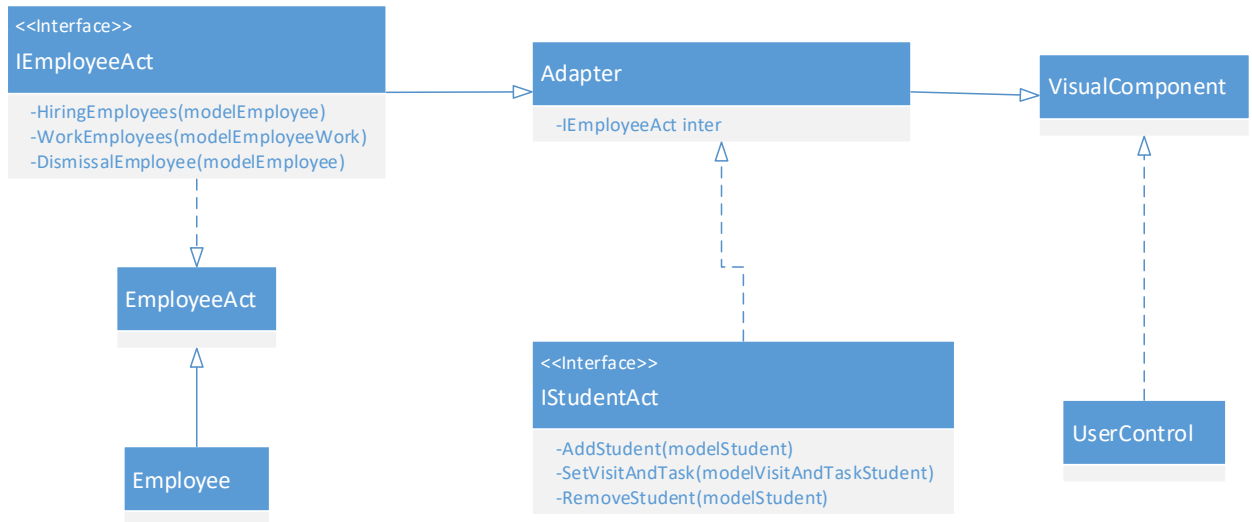 <<Interface>>
IEmployeeAct
-HiringEmployees(modelEmployee)
-WorkEmployees(modelEmployeeWork)
-DismissalEmployee(modelEmployee)
Adapter
-IEmployeeAct inter
VisualComponent
EmployeeAct
Employee
<<Interface>>
IStudentAct
-AddStudent(modelStudent)
-SetVisitAndTask(modelVisitAndTaskStudent)
-RemoveStudent(modelStudent)
UserControl